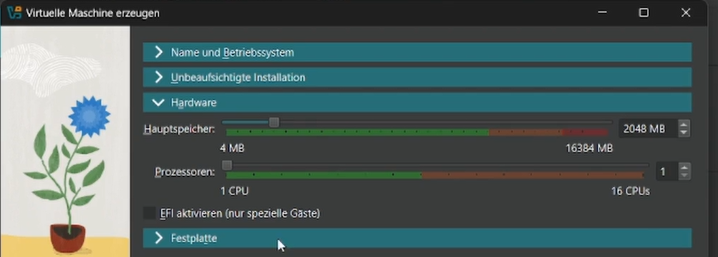 Virtuelle Maschine erzeugen
Name und Betriebssystem
Unbeaufsichtigte Installation
Hardware
Hauptspeicher: 2048 MB
4 MB 16384 MB
Prozessoren: 1
1 CPU 16 CPUs
EFI aktivieren (nur spezielle Gäste)
Festplatte